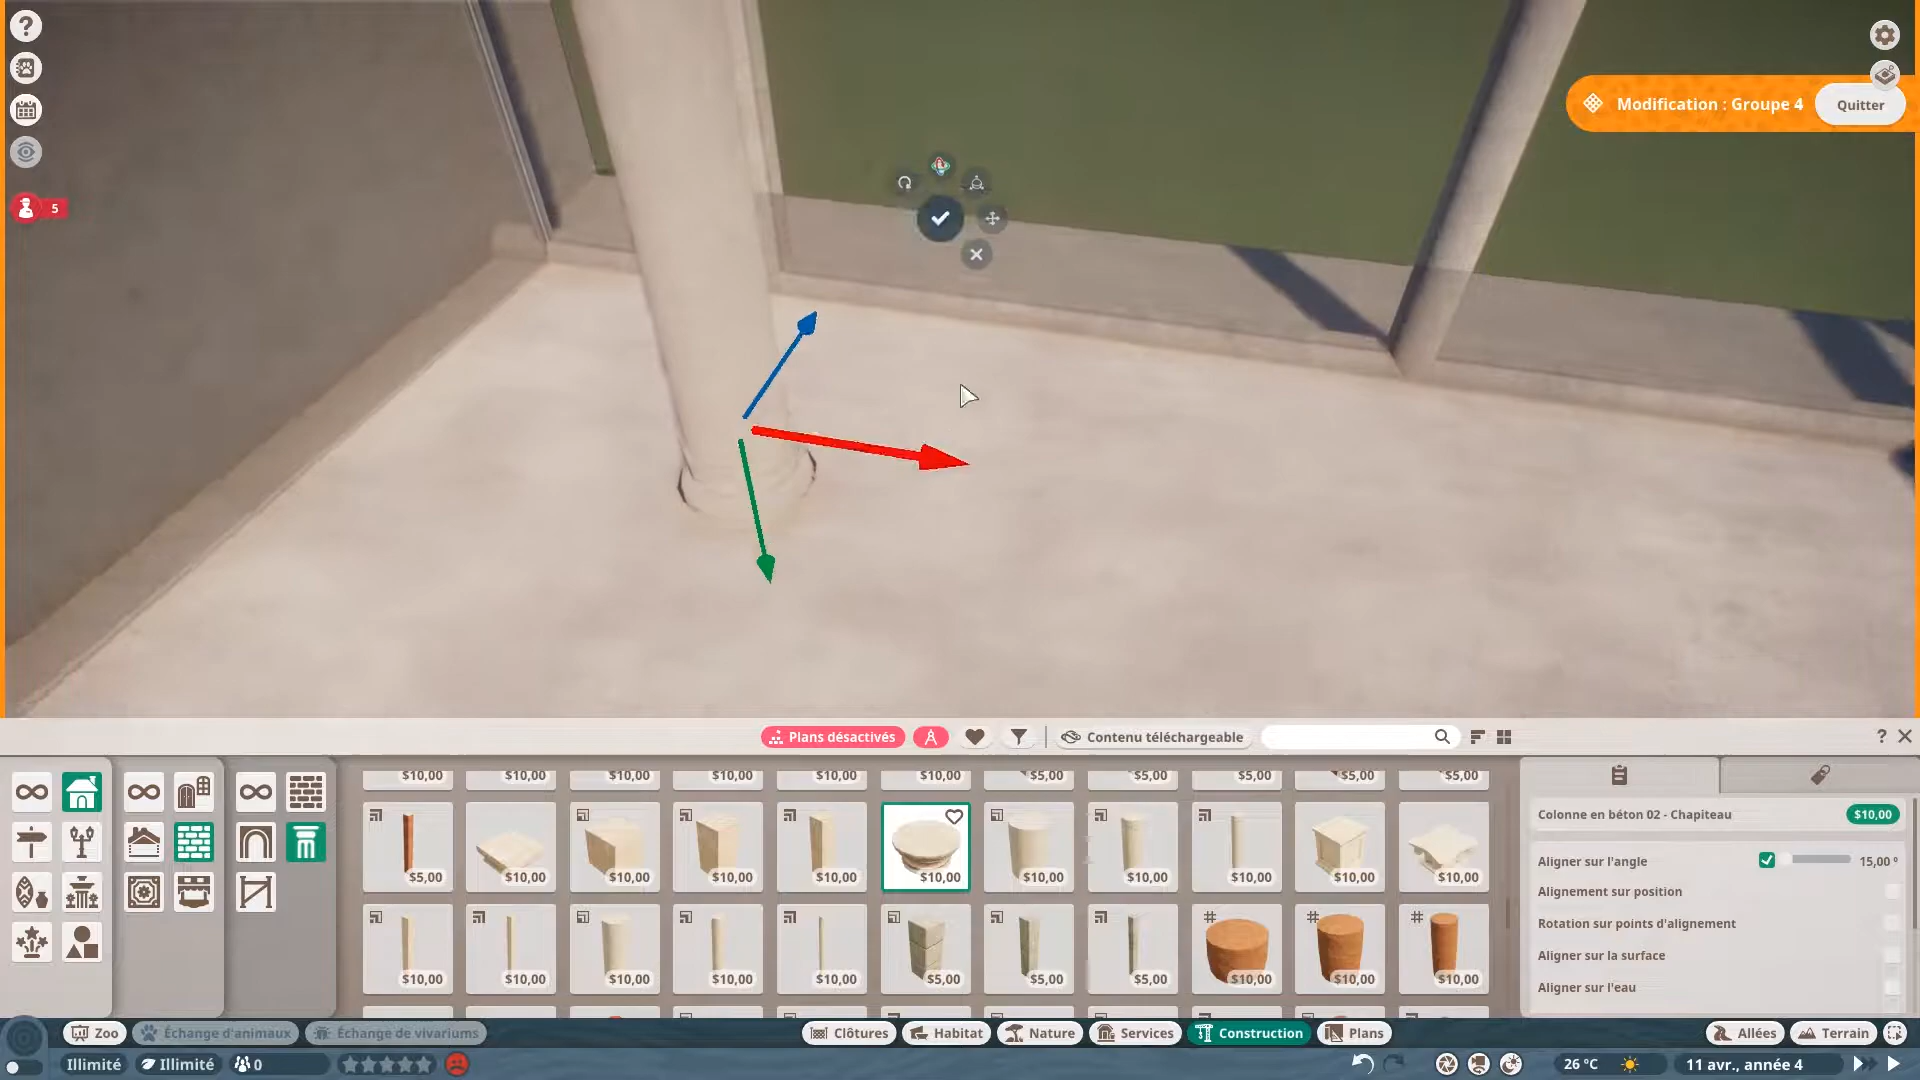 ?
Modification : Groupe 4
Quitter
5
Plans désactivés
Contenu téléchargeable
?
$10,00 $10,00 $10,00 $10,00 $10,00 $10,00 $5,00 $5,00 $5,00 $5,00 $5,00
$5,00 $10,00 $10,00 $10,00 $10,00 $10,00 $10,00 $10,00 $10,00 $10,00 $10,00
$10,00 $10,00 $10,00 $10,00 $10,00 $5,00 $5,00 $5,00 $10,00 $10,00 $10,00
Colonne en béton 02 - Chapiteau $10,00
Aligner sur l'angle 15,00 °
Alignement sur position
Rotation sur points d'alignement
Aligner sur la surface
Aligner sur l'eau
Zoo Échange d'animaux Échange de vivariums Clôtures Habitat Nature Services Construction Plans Allées Terrain
Illimité Illimité 0 26 °C 11 avr., année 4